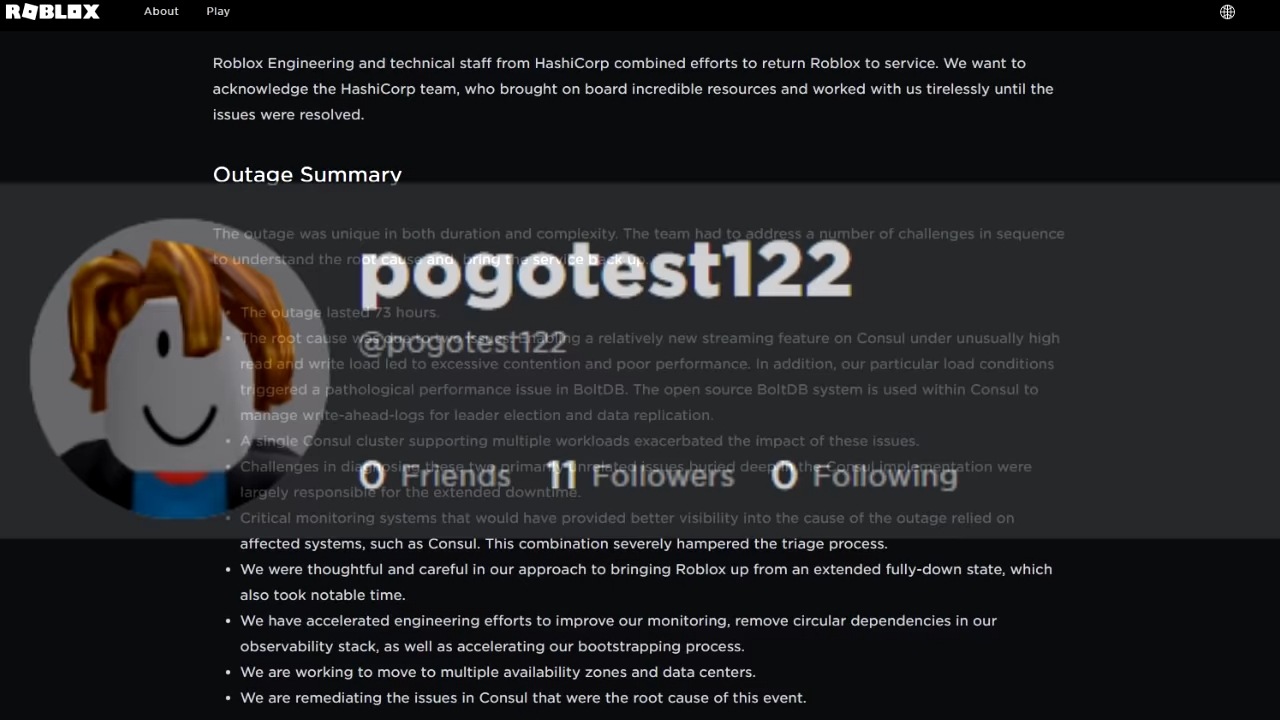 ROBLOX About Play
Roblox Engineering and technical staff from HashiCorp combined efforts to return Roblox to service. We want to
acknowledge the HashiCorp team, who brought on board incredible resources and worked with us tirelessly until the
issues were resolved.
Outage Summary
The outage was unique in both duration and complexity. The team had to address a number of challenges in sequence
to understand the root cause and bring the service back up.
pogotest122
The outage lasted 73 hours.
@pogotest122
• The root cause was due to two issues. Enabling a relatively new streaming feature on Consul under unusually high
read and write load led to excessive contention and poor performance. In addition, our particular load conditions
triggered a pathological performance issue in BoltDB. The open source BoltDB system is used within Consul to
manage write-ahead-logs for leader election and data replication.
• A single Consul cluster supporting multiple workloads exacerbated the impact of these issues.
• Challenges in diagnosing these two primarily unrelated issues buried deep in the Consul implementation were
0 Friends 11 Followers 0 Following
largely responsible for the extended downtime.
• Critical monitoring systems that would have provided better visibility into the cause of the outage relied on
affected systems, such as Consul. This combination severely hampered the triage process.
• We were thoughtful and careful in our approach to bringing Roblox up from an extended fully-down state, which
also took notable time.
• We have accelerated engineering efforts to improve our monitoring, remove circular dependencies in our
observability stack, as well as accelerating our bootstrapping process.
• We are working to move to multiple availability zones and data centers.
• We are remediating the issues in Consul that were the root cause of this event.